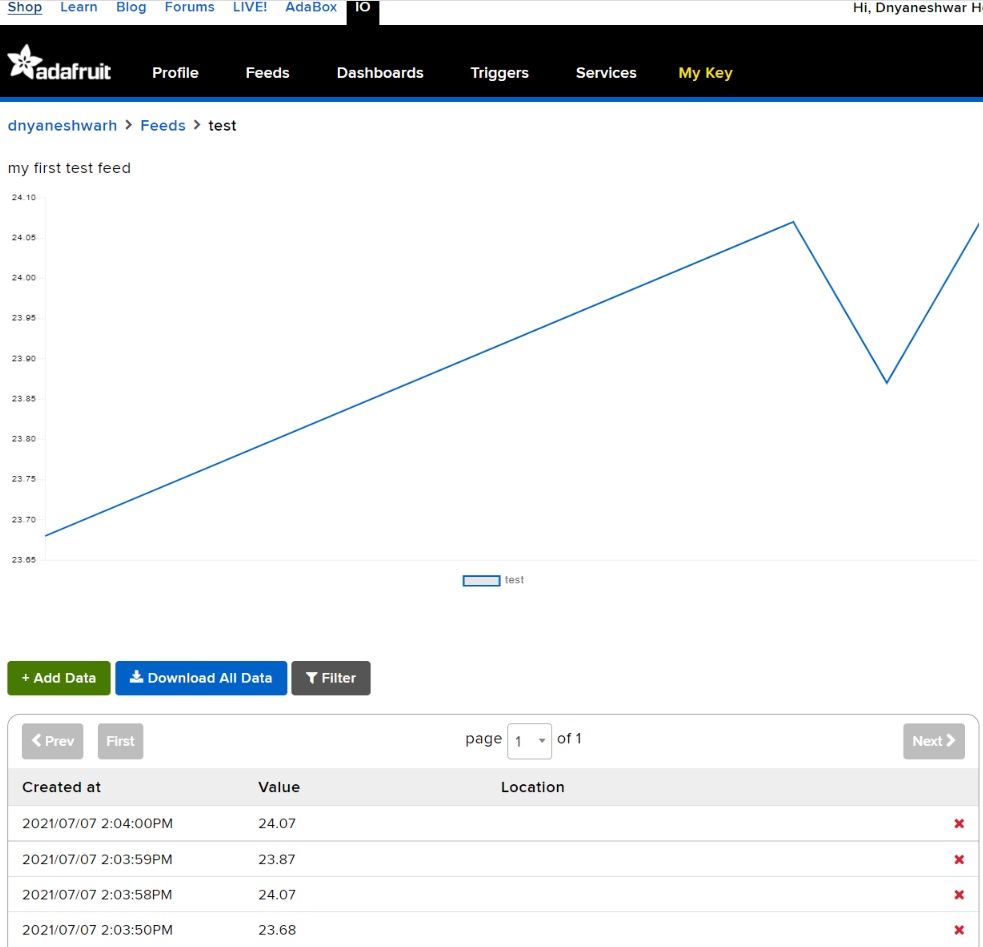 Shop Learn Blog Forums LIVE! AdaBox IO Hi, Dnyaneshwar
adafruit Profile Feeds Dashboards Triggers Services My Key
dnyaneshwarh > Feeds > test
my first test feed
24.10
24.05
24.00
23.95
23.90
23.85
23.80
23.75
23.70
23.65
test
+ Add Data Download All Data Filter
Prev First page 1 of 1 Next
Created at Value Location
2021/07/07 2:04:00PM 24.07
2021/07/07 2:03:59PM 23.87
2021/07/07 2:03:58PM 24.07
2021/07/07 2:03:50PM 23.68